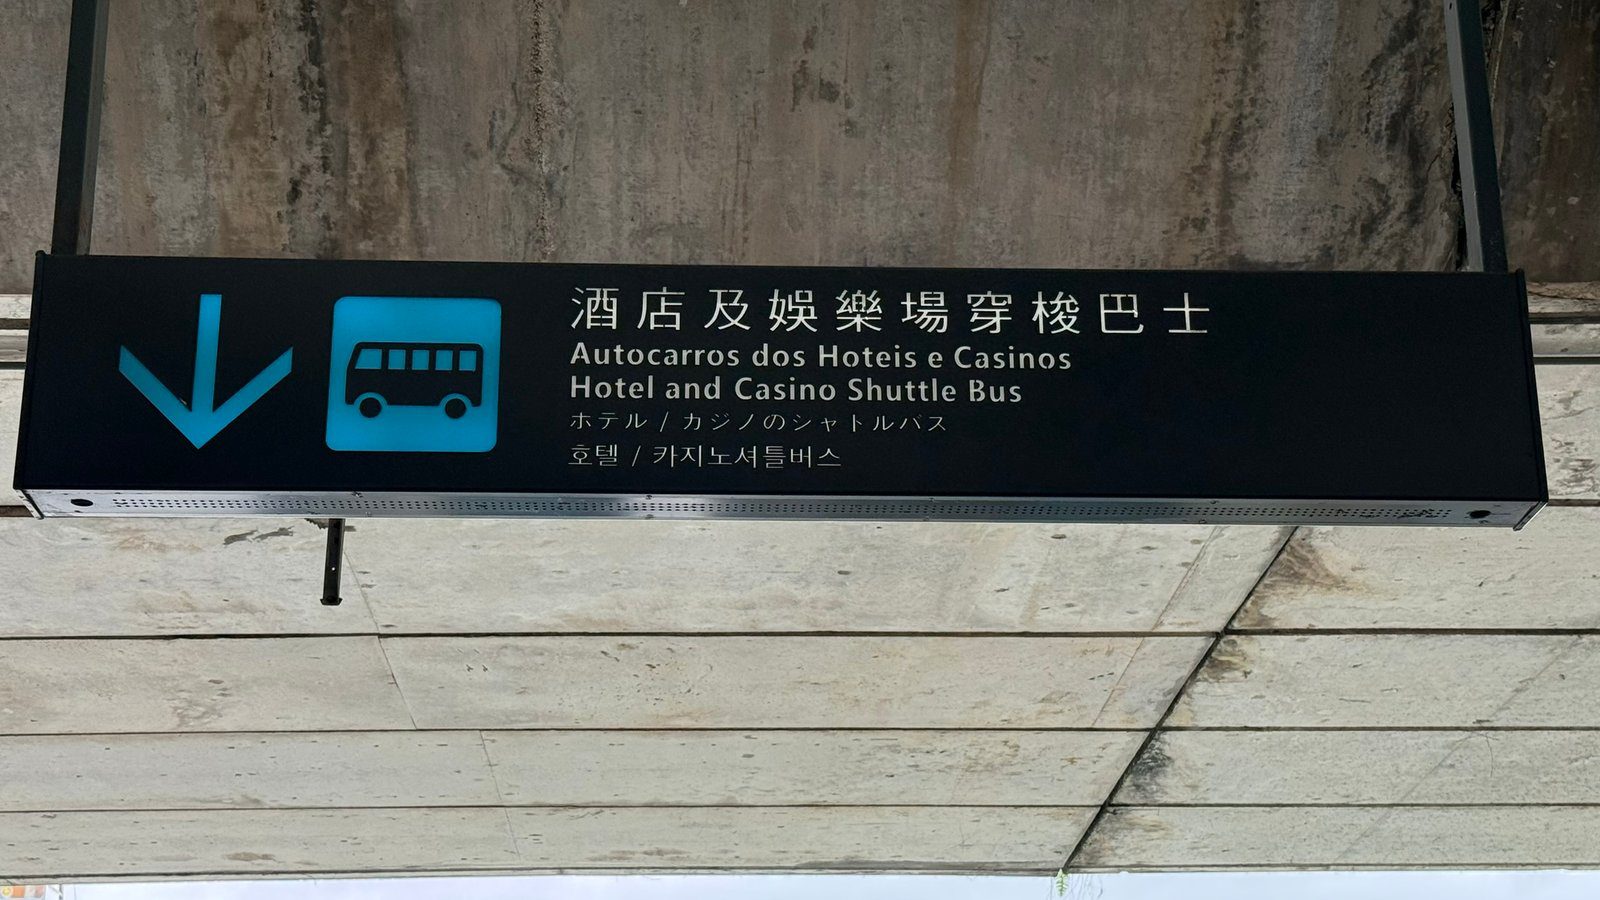 酒店及娛樂場穿梭巴士
Autocarros dos Hoteis e Casinos
Hotel and Casino Shuttle Bus
ホテル / カジノのシャトルバス
호텔 / 카지노셔틀버스